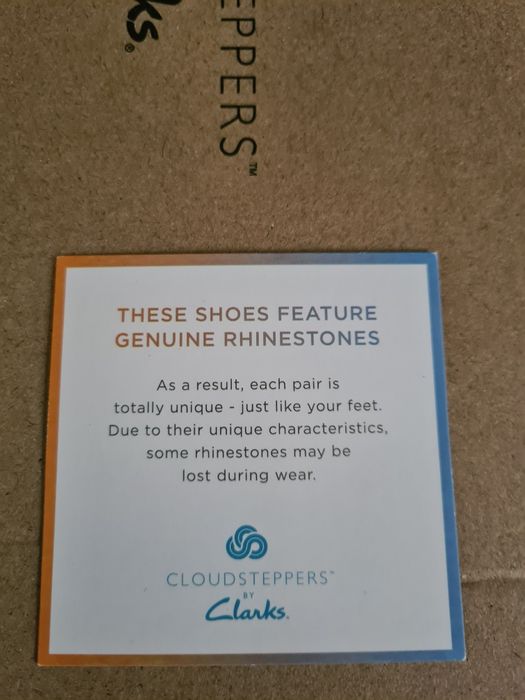 ks®
EPPERS™
THESE SHOES FEATURE
GENUINE RHINESTONES
As a result, each pair is
totally unique - just like your feet.
Due to their unique characteristics,
some rhinestones may be
lost during wear.
CLOUDSTEPPERS™
BY
Clarks.